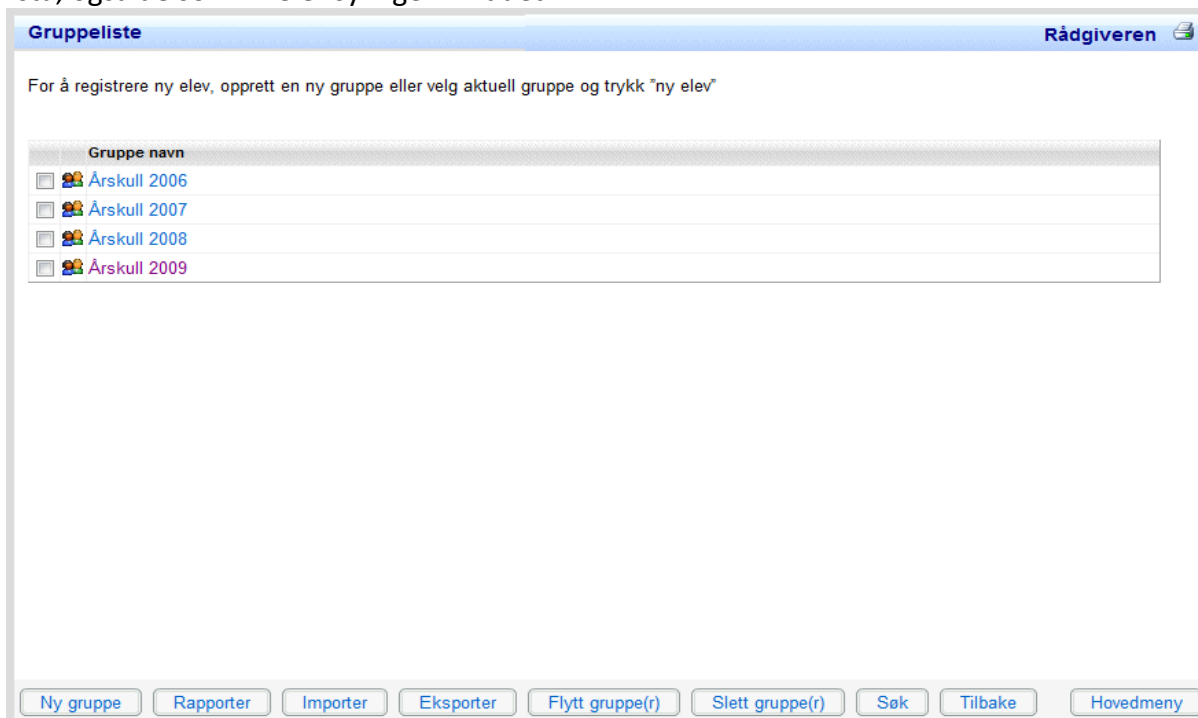 Gruppeliste
Rådgiveren
For å registrere ny elev, opprett en ny gruppe eller velg aktuell gruppe og trykk "ny elev"
Gruppe navn
Årskull 2006
Årskull 2007
Årskull 2008
Årskull 2009
Ny gruppe Rapporter Importer Eksporter Flytt gruppe(r) Slett gruppe(r) Søk Tilbake Hovedmeny